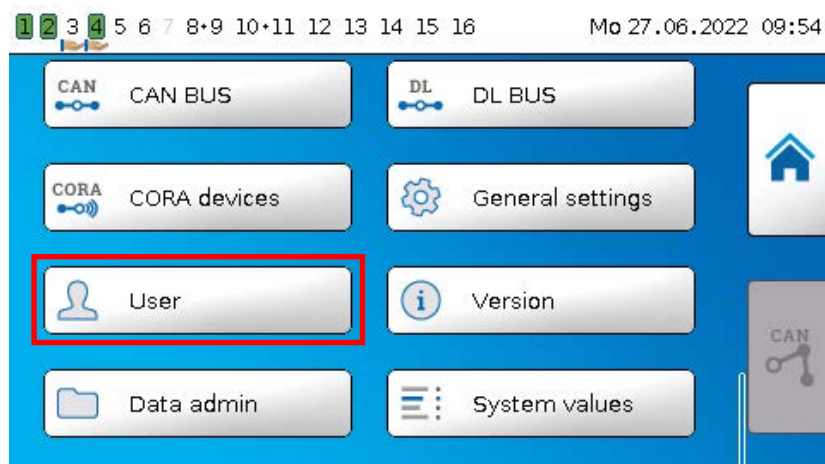 1 2 3 4 5 6 7 8+9 10+11 12 13 14 15 16 Mo 27.06.2022 09:54
CAN CAN BUS DL DL BUS
CORA CORA devices General settings
User i Version
CAN
Data admin System values